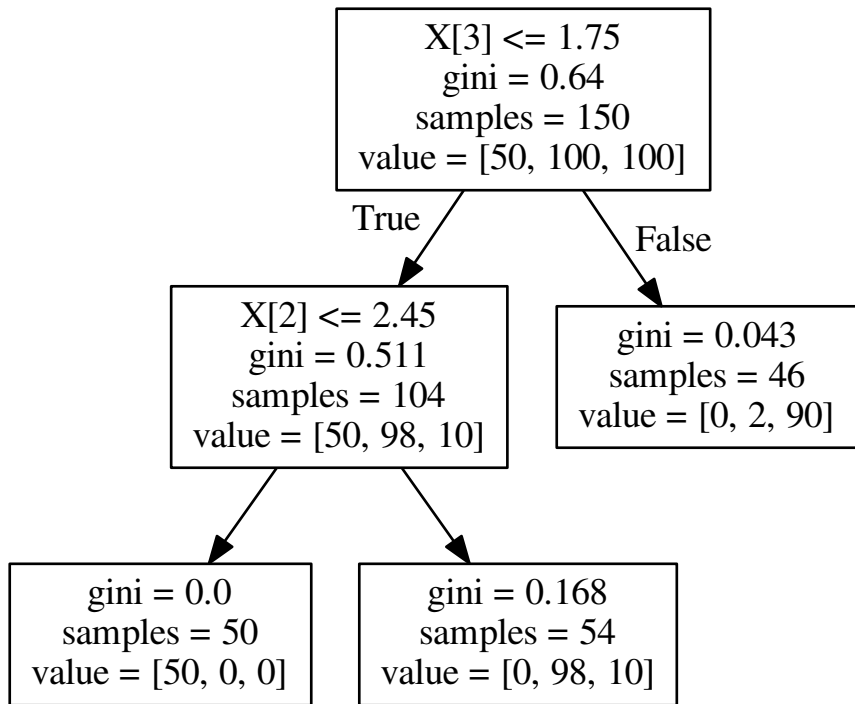 X[3] <= 1.75
gini = 0.64
samples = 150
value = [50, 100, 100]
True
False
X[2] <= 2.45
gini = 0.511
samples = 104
value = [50, 98, 10]
gini = 0.043
samples = 46
value = [0, 2, 90]
gini = 0.0
samples = 50
value = [50, 0, 0]
gini = 0.168
samples = 54
value = [0, 98, 10]